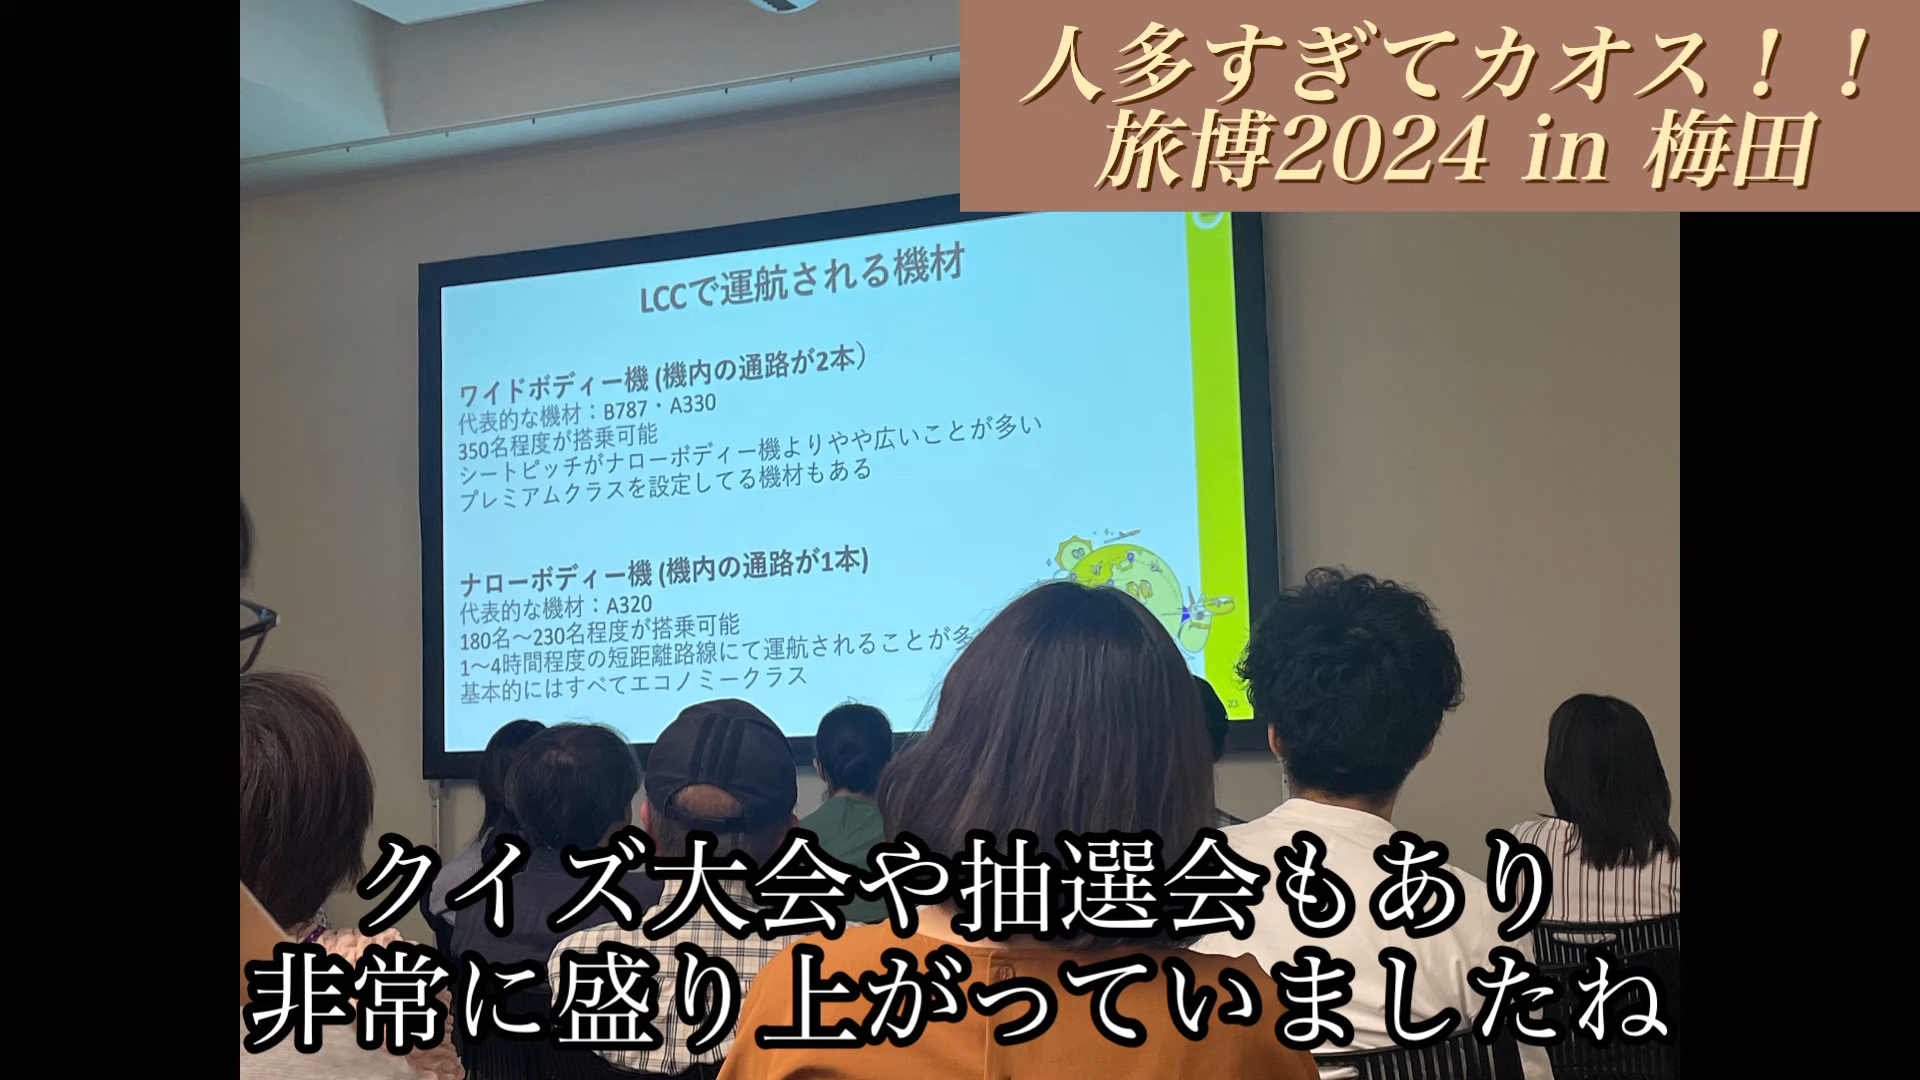 人多すぎてカオス！！
旅博2024 in 梅田
LCCで運航される機材
ワイドボディー機 (機内の通路が2本）
代表的な機材：B787・A330
350名程度が搭乗可能
シートピッチがナローボディー機よりやや広いことが多い
プレミアムクラスを設定してる機材もある
ナローボディー機 (機内の通路が1本)
代表的な機材：A320
180名～230名程度が搭乗可能
1～4時間程度の短距離路線にて運航されることが多
基本的にはすべてエコノミークラス
23
クイズ大会や抽選会もあり
非常に盛り上がっていましたね